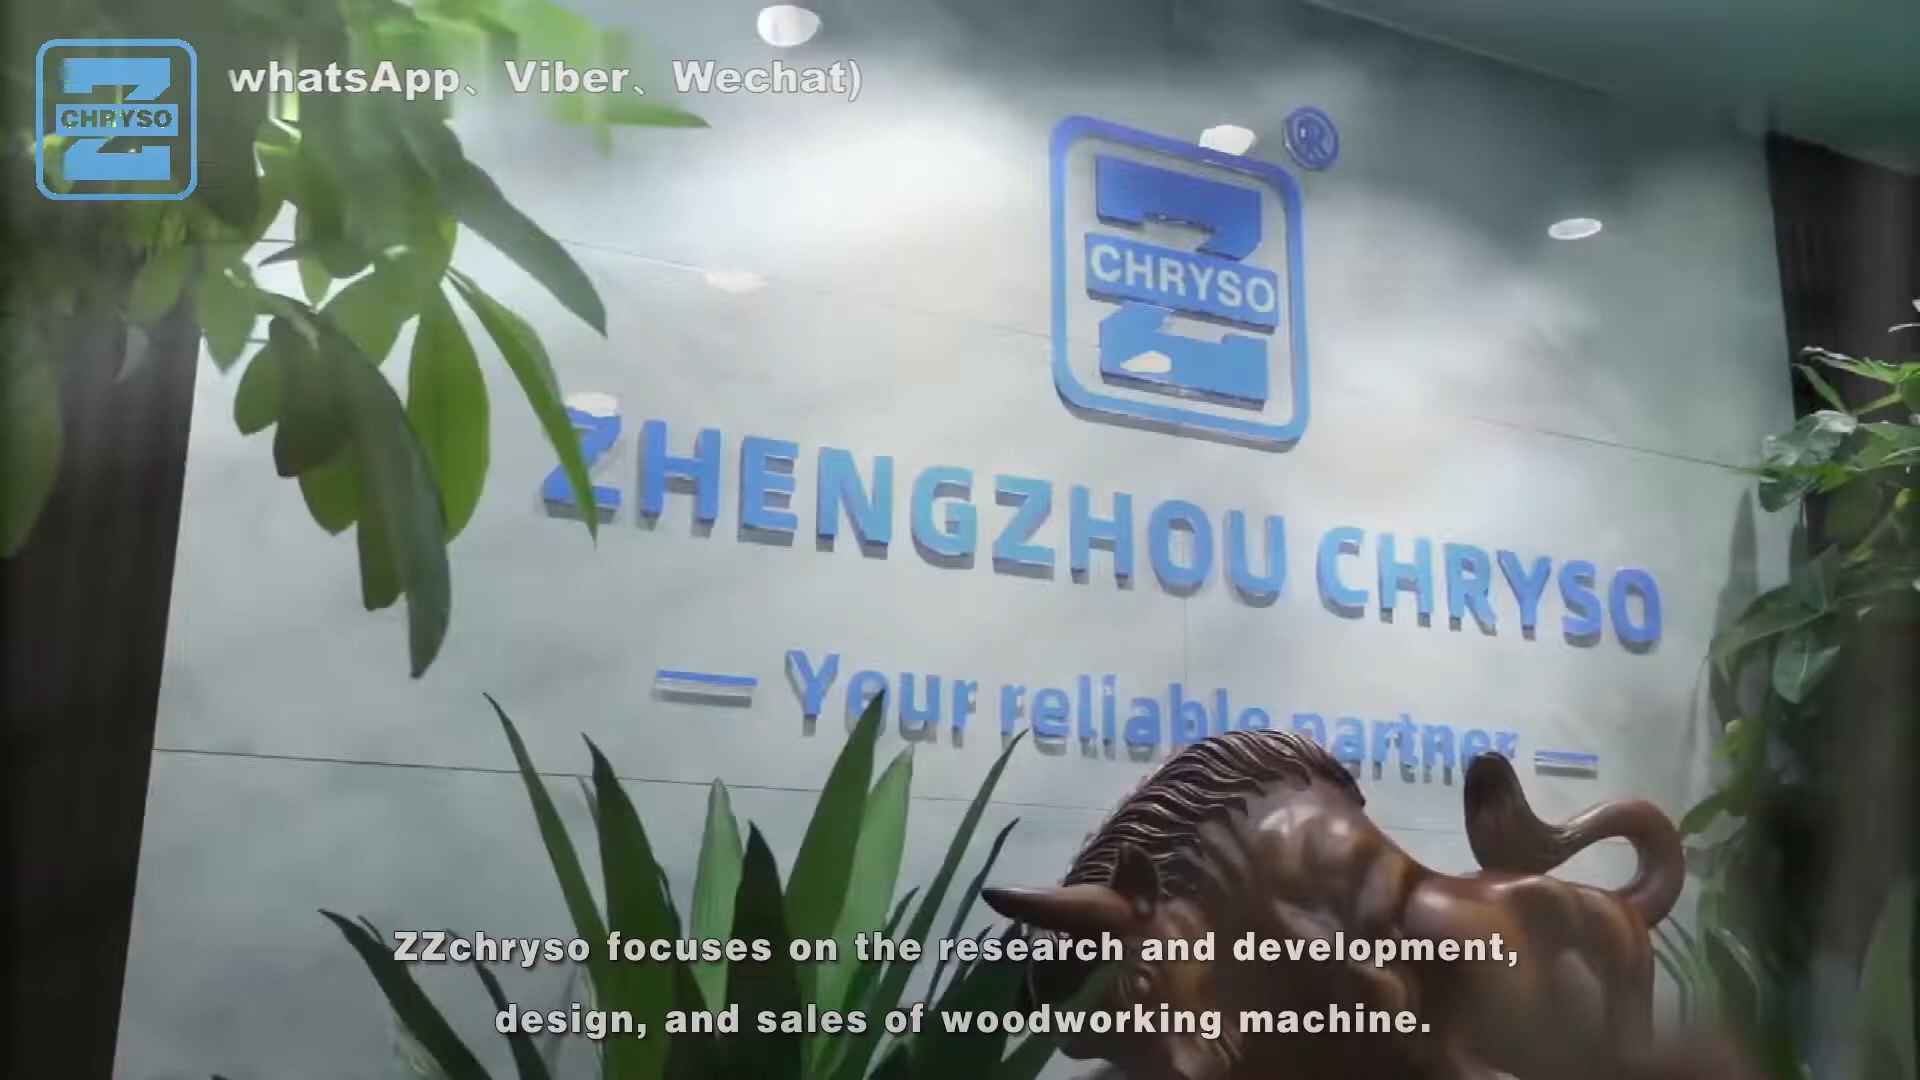 CHRYSO
whatsApp、Viber、Wechat)
®
CHRYSO
ZHENGZHOU CHRYSO
— Your reliable partner —
ZZchryso focuses on the research and development,
design, and sales of woodworking machine.